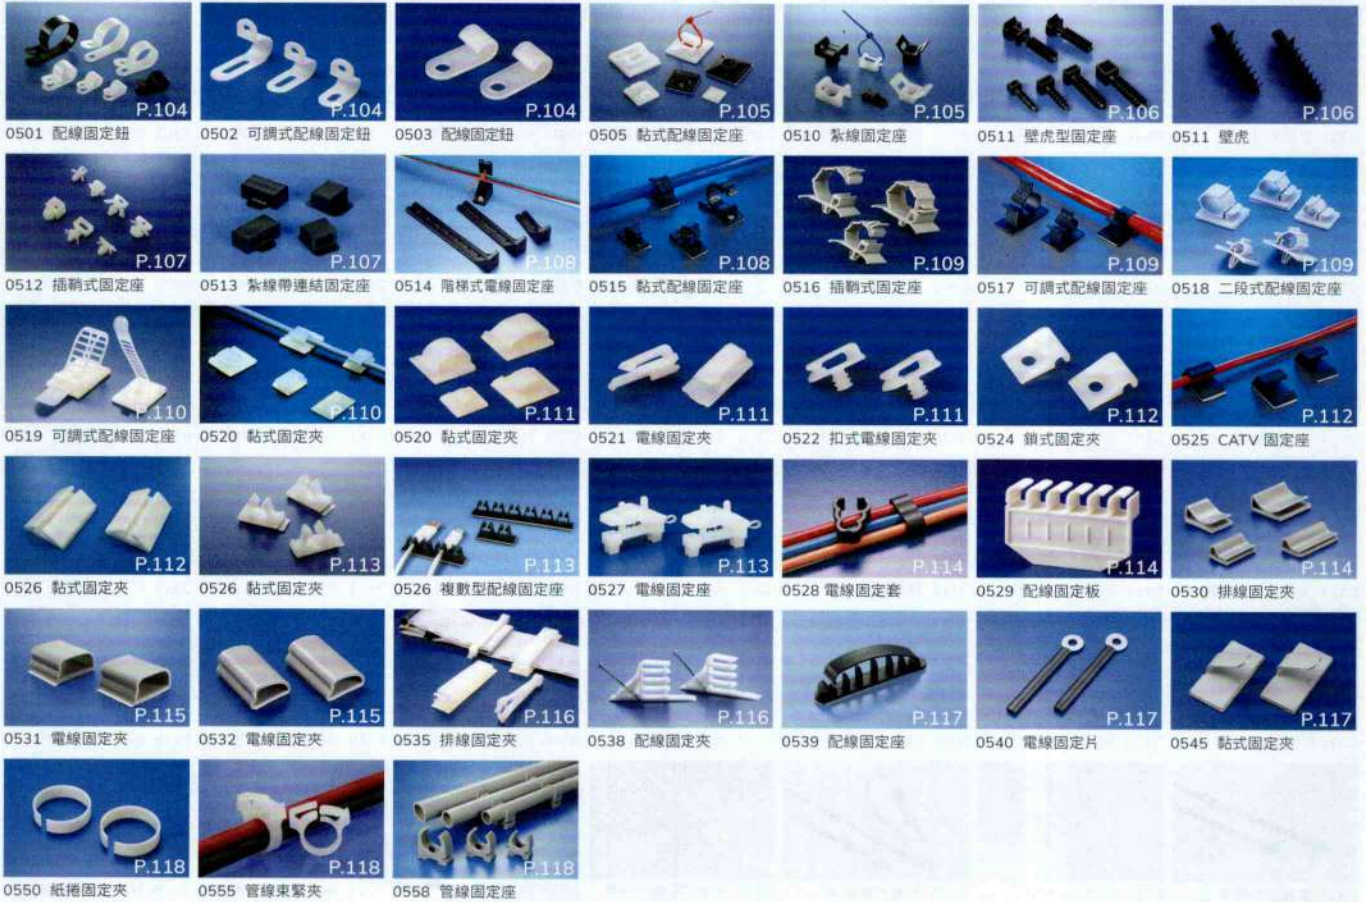 P.104
0501 配線固定鈕
P.104
0502 可調式配線固定鈕
P.104
0503 配線固定鈕
P.105
0505 黏式配線固定座
P.105
0510 紮線固定座
P.106
0511 壁虎型固定座
P.106
0511 壁虎
P.107
0512 插鞘式固定座
P.107
0513 紮線帶連結固定座
P.108
0514 階梯式電線固定座
P.108
0515 黏式配線固定座
P.109
0516 插鞘式固定座
P.109
0517 可調式配線固定座
P.109
0518 二段式配線固定座
P.110
0519 可調式配線固定座
P.110
0520 黏式固定夾
P.111
0520 黏式固定夾
P.111
0521 電線固定夾
P.111
0522 扣式電線固定夾
P.112
0524 鎖式固定夾
P.112
0525 CATV 固定座
P.112
0526 黏式固定夾
P.113
0526 黏式固定夾
P.113
0526 複數型配線固定座
P.113
0527 電線固定座
P.114
0528 電線固定套
P.114
0529 配線固定板
P.114
0530 排線固定夾
P.115
0531 電線固定夾
P.115
0532 電線固定夾
P.116
0535 排線固定夾
P.116
0538 配線固定夾
P.117
0539 配線固定座
P.117
0540 電線固定片
P.117
0545 黏式固定夾
P.118
0550 紙捲固定夾
P.118
0555 管線束緊夾
P.118
0558 管線固定座